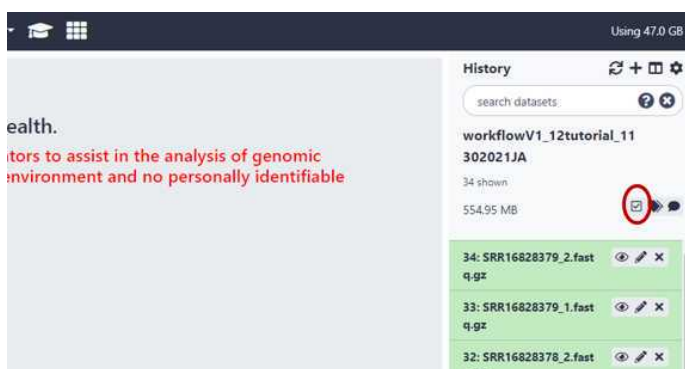 Using 47.0 GB
History
search datasets
ealth.
tors to assist in the analysis of genomic
environment and no personally identifiable
workflowV1_12tutorial_11
302021JA
34 shown
554.95 MB
34: SRR16828379_2.fast
q.gz
33: SRR16828379_1.fast
q.gz
32: SRR16828378_2.fast